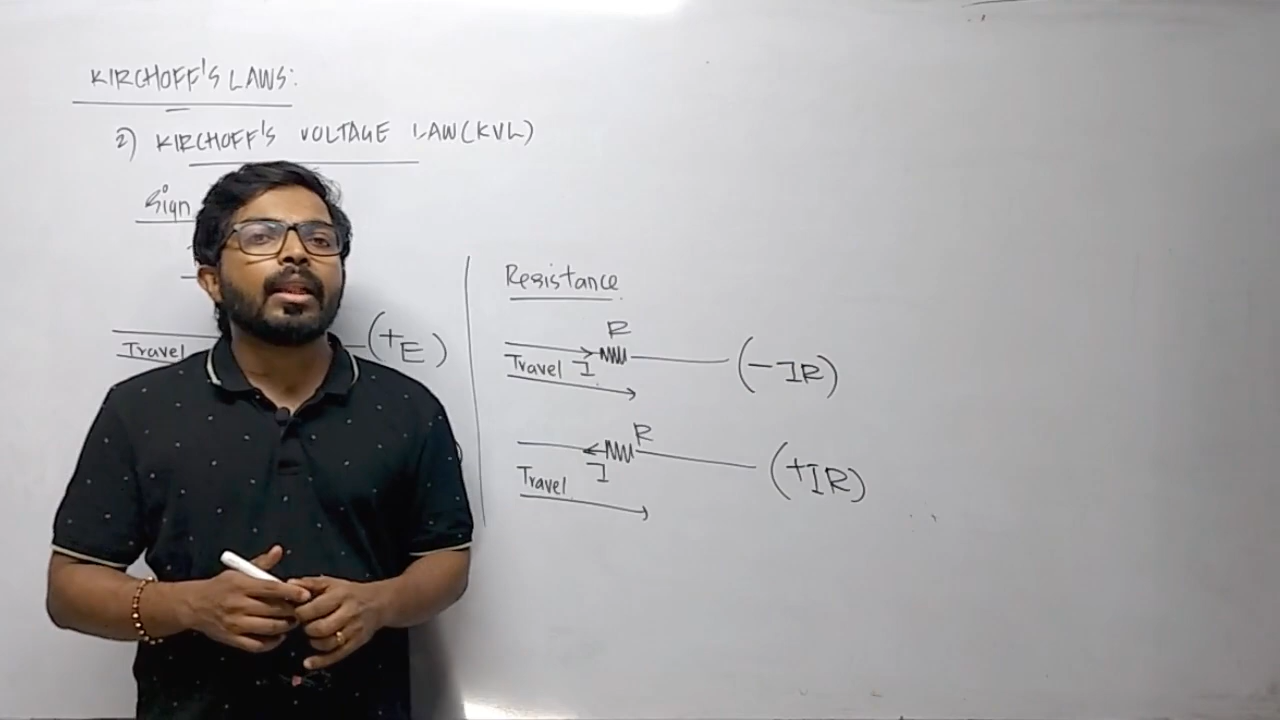 KIRCHOFF'S LAWS:
2) KIRCHOFF'S VOLTAGE LAW(KVL)
Sign
Travel
(+E)
Resistance
R
Travel I
(-IR)
R
I
Travel
(+IR)